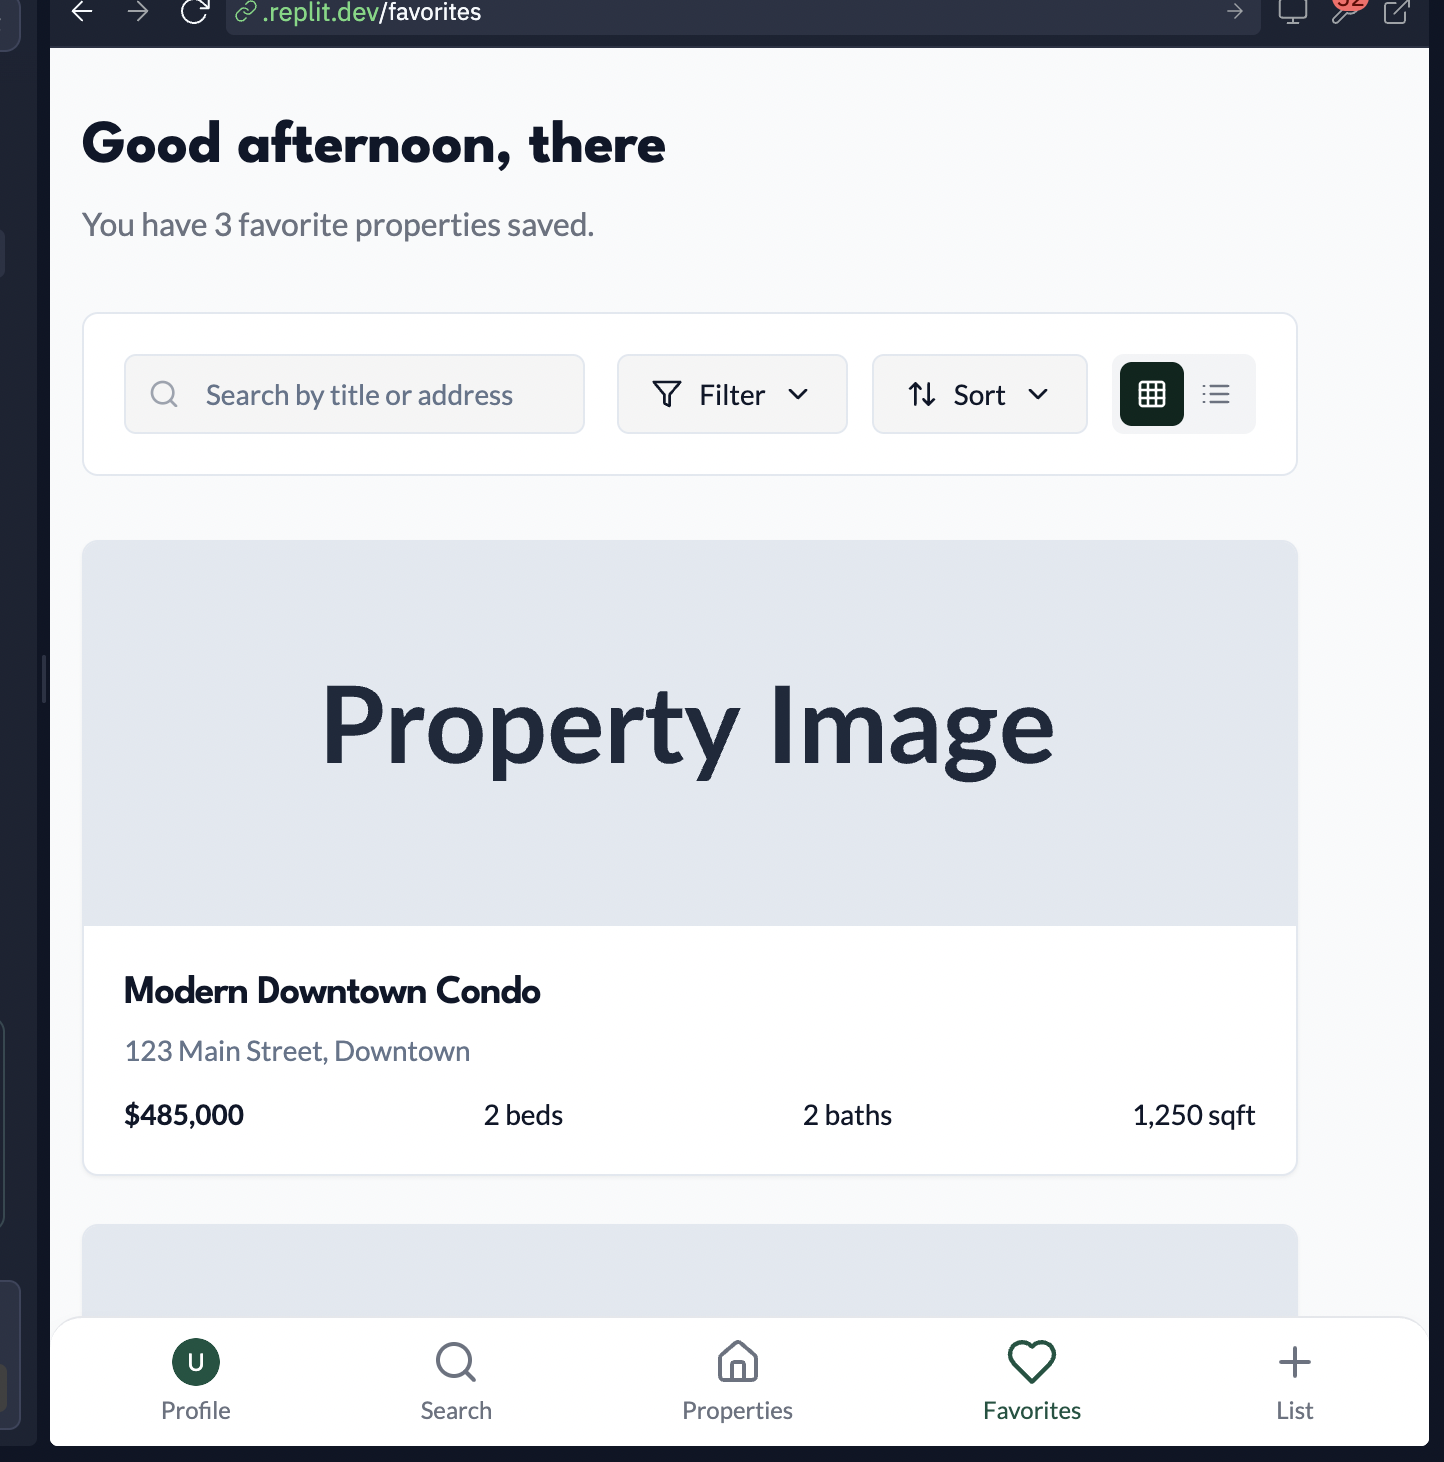 .replit.dev/favorites
Good afternoon, there
You have 3 favorite properties saved.
Search by title or address
Filter
Sort
Property Image
Modern Downtown Condo
123 Main Street, Downtown
$485,000 2 beds 2 baths 1,250 sqft
U
Profile Search Properties Favorites List